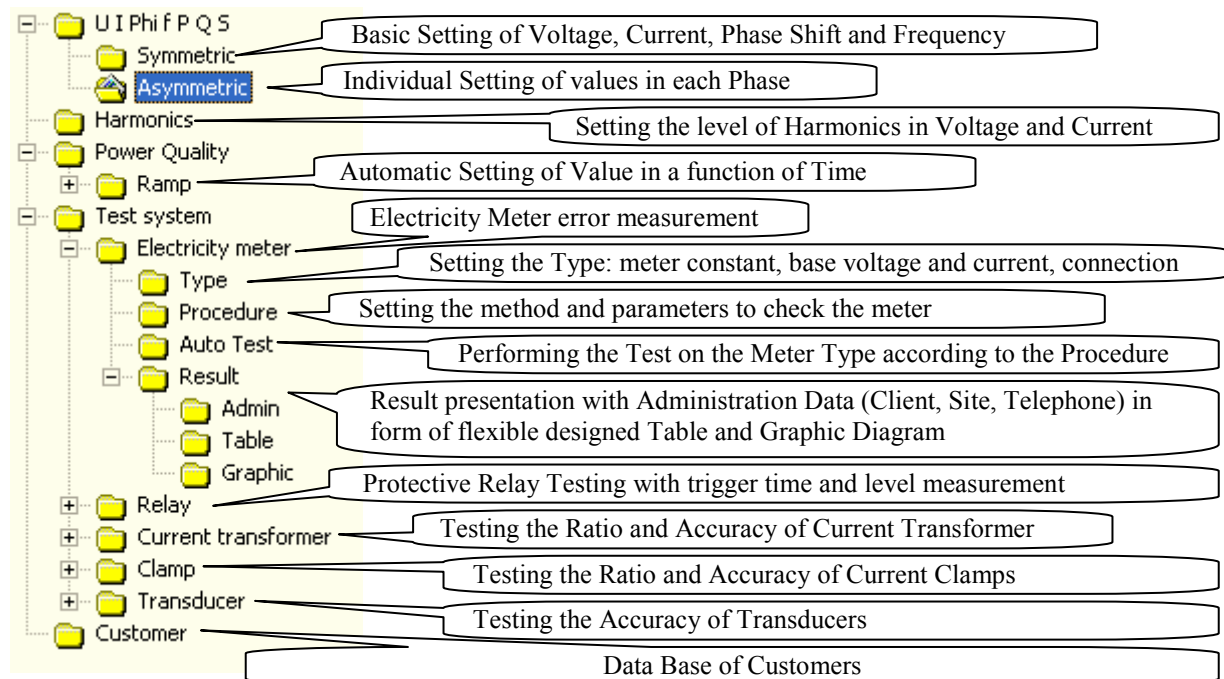 U I Phi f P Q S
Basic Setting of Voltage, Current, Phase Shift and Frequency
Symmetric
Asymmetric
Individual Setting of values in each Phase
Harmonics
Setting the level of Harmonics in Voltage and Current
Power Quality
Automatic Setting of Value in a function of Time
Ramp
Test system
Electricity Meter error measurement
Electricity meter
Setting the Type: meter constant, base voltage and current, connection
Type
Procedure
Setting the method and parameters to check the meter
Auto Test
Performing the Test on the Meter Type according to the Procedure
Result
Result presentation with Administration Data (Client, Site, Telephone) in
form of flexible designed Table and Graphic Diagram
Admin
Table
Graphic
Protective Relay Testing with trigger time and level measurement
Relay
Current transformer
Testing the Ratio and Accuracy of Current Transformer
Clamp
Testing the Ratio and Accuracy of Current Clamps
Transducer
Testing the Accuracy of Transducers
Customer
Data Base of Customers